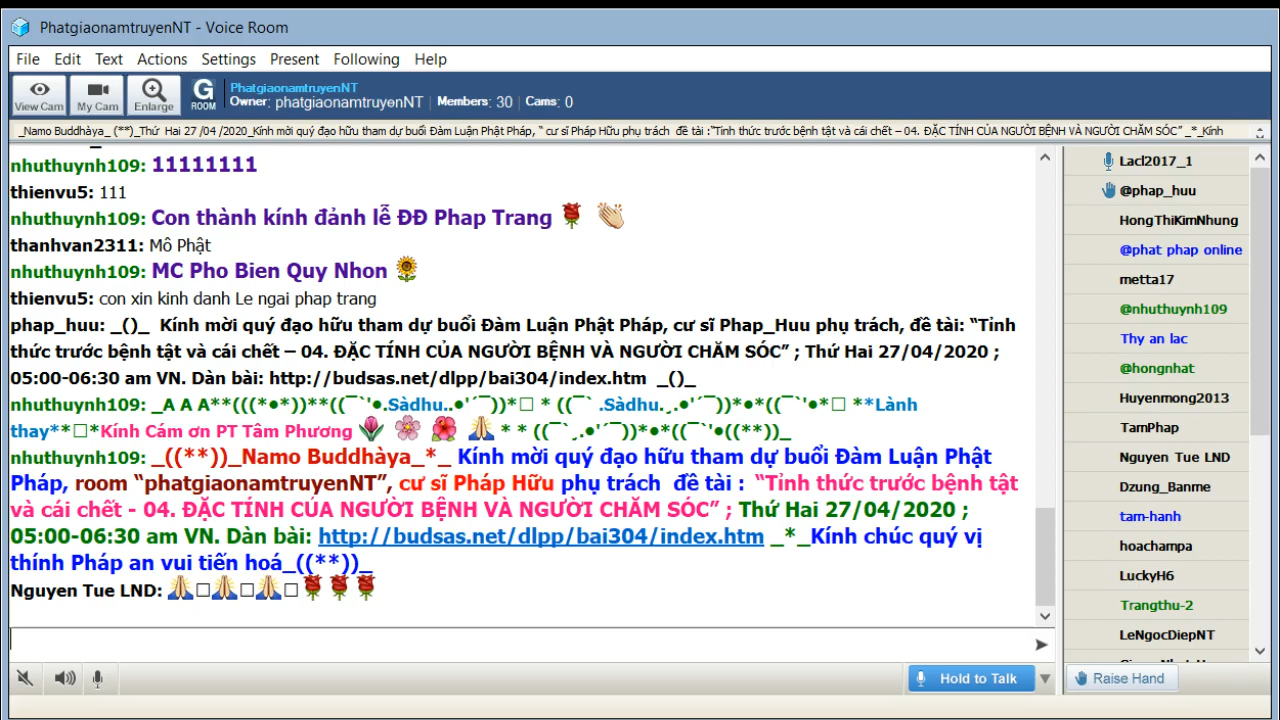 PhatgiaonamtruyenNT - Voice Room
File Edit Text Actions Settings Present Following Help
View Cam My Cam Enlarge G ROOM
PhatgiaonamtruyenNT
Owner: phatgiaonamtruyenNT | Members: 30 | Cams: 0
_Namo Buddhàya_ (**)_Thứ Hai 27 /04 /2020_Kính mời quý đạo hữu tham dự buổi Đàm Luận Phật Pháp, “ cư sĩ Pháp Hữu phụ trách đề tài :“Tỉnh thức trước bệnh tật và cái chết – 04. ĐẶC TÍNH CỦA NGƯỜI BỆNH VÀ NGƯỜI CHĂM SÓC” _*_Kính
nhuthuynh109: 11111111
thienvu5: 111
nhuthuynh109: Con thành kính đảnh lễ ĐĐ Phap Trang 🌹 👏
thanhvan2311: Mô Phật
nhuthuynh109: MC Pho Bien Quy Nhon 🌻
thienvu5: con xin kinh danh Le ngai phap trang
phap_huu: _()_ Kính mời quý đạo hữu tham dự buổi Đàm Luận Phật Pháp, cư sĩ Phap_Huu phụ trách, đề tài: “Tỉnh
thức trước bệnh tật và cái chết – 04. ĐẶC TÍNH CỦA NGƯỜI BỆNH VÀ NGƯỜI CHĂM SÓC” ; Thứ Hai 27/04/2020 ;
05:00-06:30 am VN. Dàn bài: http://budsas.net/dlpp/bai304/index.htm _()_
nhuthuynh109: _A A A**(((*•*))**((¯`'•.Sàdhu..•'´¯))*□ * ((¯` .Sàdhu.¸.•'´¯))*•*((¯`'•*□ **Lành
thay**□*Kính Cám ơn PT Tâm Phương 🌷 🌸 🌺 🙏 * * ((¯`¸.•'´¯))*•*((¯`'•((**))_
nhuthuynh109: _((**))_Namo Buddhàya_*_ Kính mời quý đạo hữu tham dự buổi Đàm Luận Phật
Pháp, room “phatgiaonamtruyenNT”, cư sĩ Pháp Hữu phụ trách đề tài : “Tỉnh thức trước bệnh tật
và cái chết - 04. ĐẶC TÍNH CỦA NGƯỜI BỆNH VÀ NGƯỜI CHĂM SÓC” ; Thứ Hai 27/04/2020 ;
05:00-06:30 am VN. Dàn bài: http://budsas.net/dlpp/bai304/index.htm _*_Kính chúc quý vị
thính Pháp an vui tiến hoá_((**))_
Nguyen Tue LND: 🙏□🙏□🙏□🌹🌹🌹
Hold to Talk
Lacl2017_1
@phap_huu
HongThiKimNhung
@phat phap online
metta17
@nhuthuynh109
Thy an lac
@hongnhat
Huyenmong2013
TamPhap
Nguyen Tue LND
Dzung_Banme
tam-hanh
hoachampa
LuckyH6
Trangthu-2
LeNgocDiepNT
Raise Hand